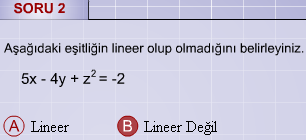 SORU 2
Aşağıdaki eşitliğin lineer olup olmadığını belirleyiniz.
5x - 4y + z² = -2
A Lineer B Lineer Değil